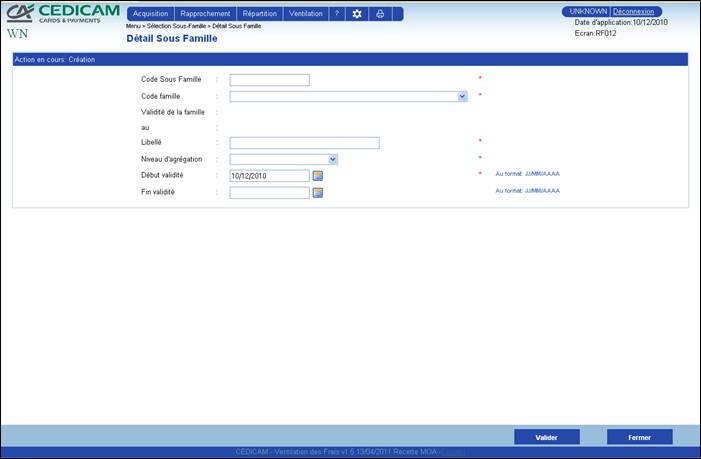 CA CEDICAM
CARDS & PAYMENTS
WN
Acquisition Rapprochement Répartition Ventilation ?
UNKNOWN Déconnexion
Menu > Sélection Sous-Famille > Détail Sous Famille
Date d'application:10/12/2010
Ecran:RF012
Détail Sous Famille
Action en cours: Création
Code Sous Famille : *
Code famille : *
Validité de la famille :
au :
Libellé : *
Niveau d'agrégation : *
Début validité : 10/12/2010 * Au format: JJ/MM/AAAA
Fin validité : Au format: JJ/MM/AAAA
Valider Fermer
CEDICAM - Ventilation des Frais v1.6 13/04/2011 Recette MOA -